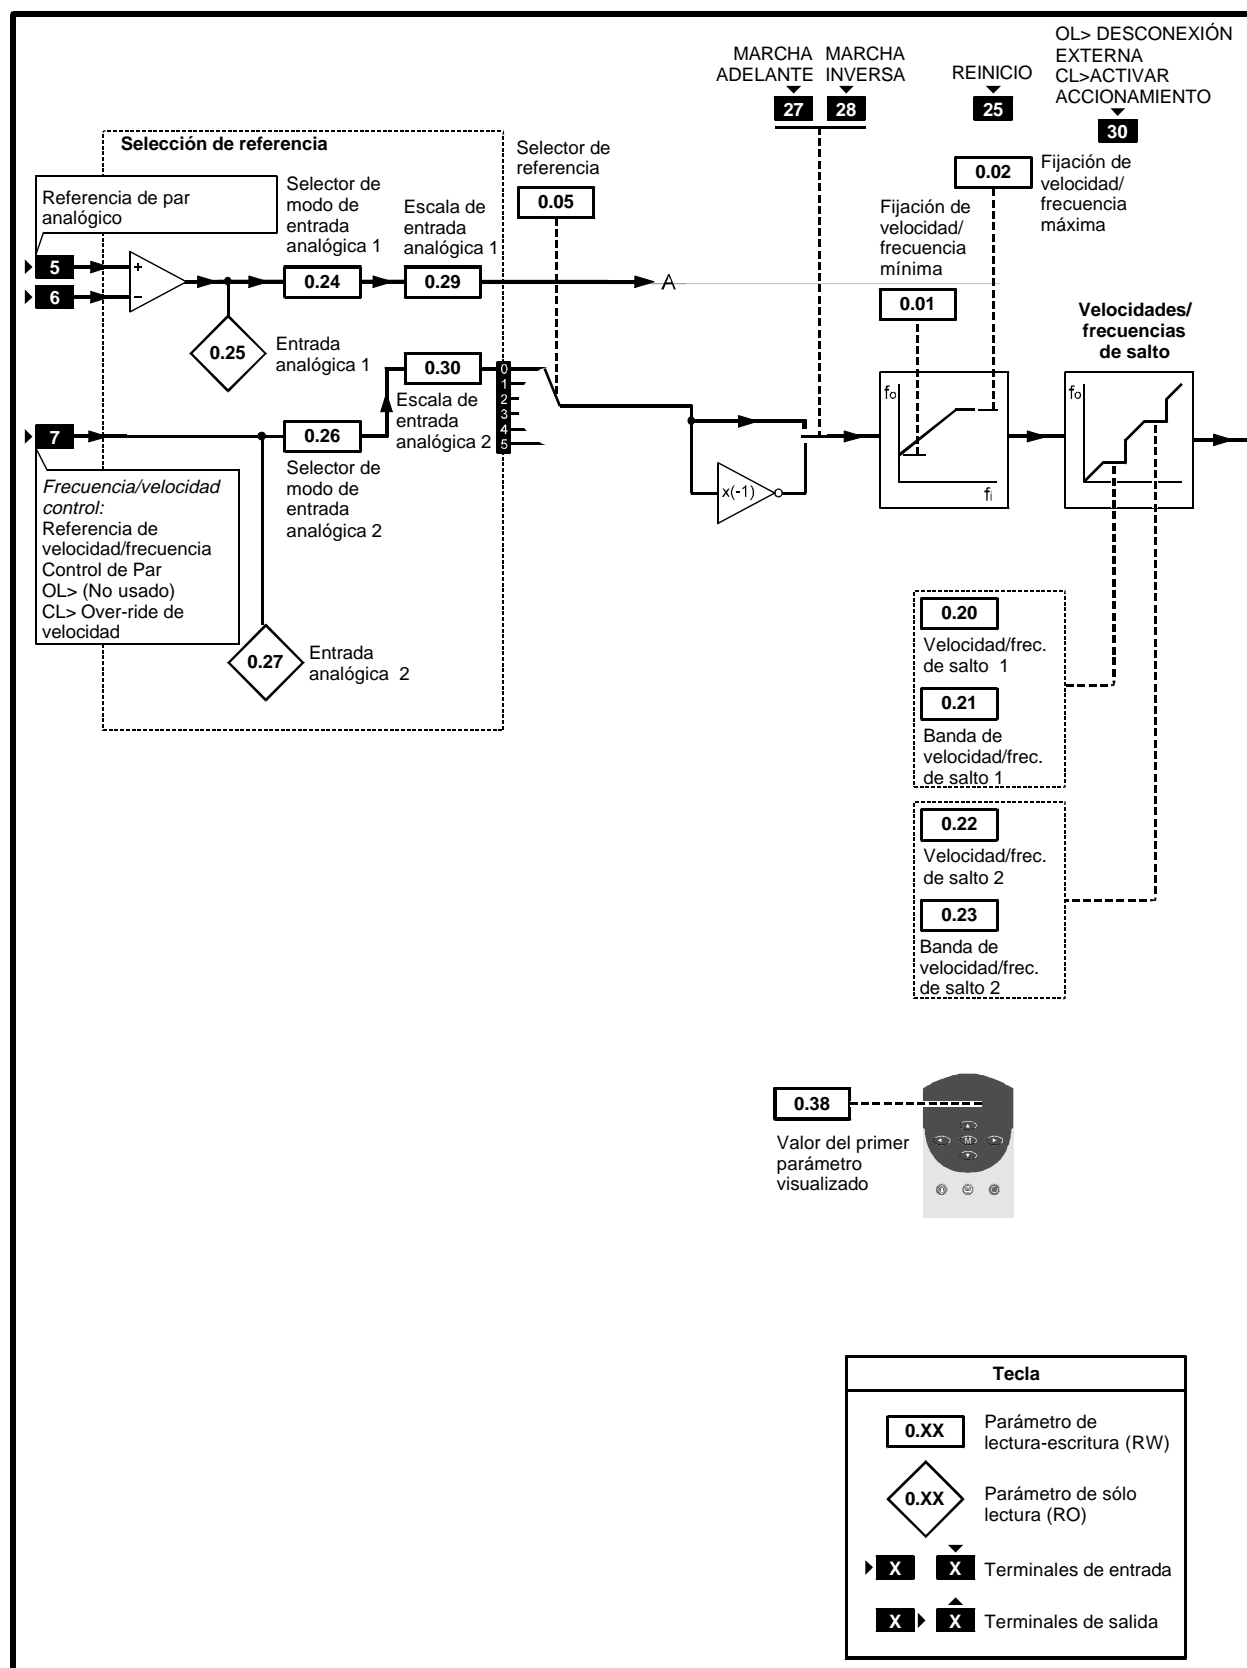 OL> DESCONEXIÓN
EXTERNA
CL>ACTIVAR
ACCIONAMIENTO
30
MARCHA
ADELANTE
27
MARCHA
INVERSA
28
REINICIO
25
Selección de referencia
Selector de
referencia
0.05
0.02
Fijación de
velocidad/
frecuencia
máxima
Referencia de par
analógico
Selector de
modo de
entrada
analógica 1
Escala de
entrada
analógica 1
Fijación de
velocidad/
frecuencia
mínima
5
6
+
−
0.24
0.29
A
0.01
Velocidades/
frecuencias
de salto
0.25
Entrada
analógica 1
0.30
Escala de
entrada
analógica 2
0
1
2
3
4
5
fo
fi
fo
7
0.26
Selector de
modo de
entrada
analógica 2
x(-1)
Frecuencia/velocidad
control:
Referencia de
velocidad/frecuencia
Control de Par
OL> (No usado)
CL> Over-ride de
velocidad
0.27
Entrada
analógica 2
0.20
Velocidad/frec.
de salto 1
0.21
Banda de
velocidad/frec.
de salto 1
0.22
Velocidad/frec.
de salto 2
0.23
Banda de
velocidad/frec.
de salto 2
0.38
Valor del primer
parámetro
visualizado
M
Tecla
0.XX
Parámetro de
lectura-escritura (RW)
0.XX
Parámetro de sólo
lectura (RO)
X X Terminales de entrada
X X Terminales de salida